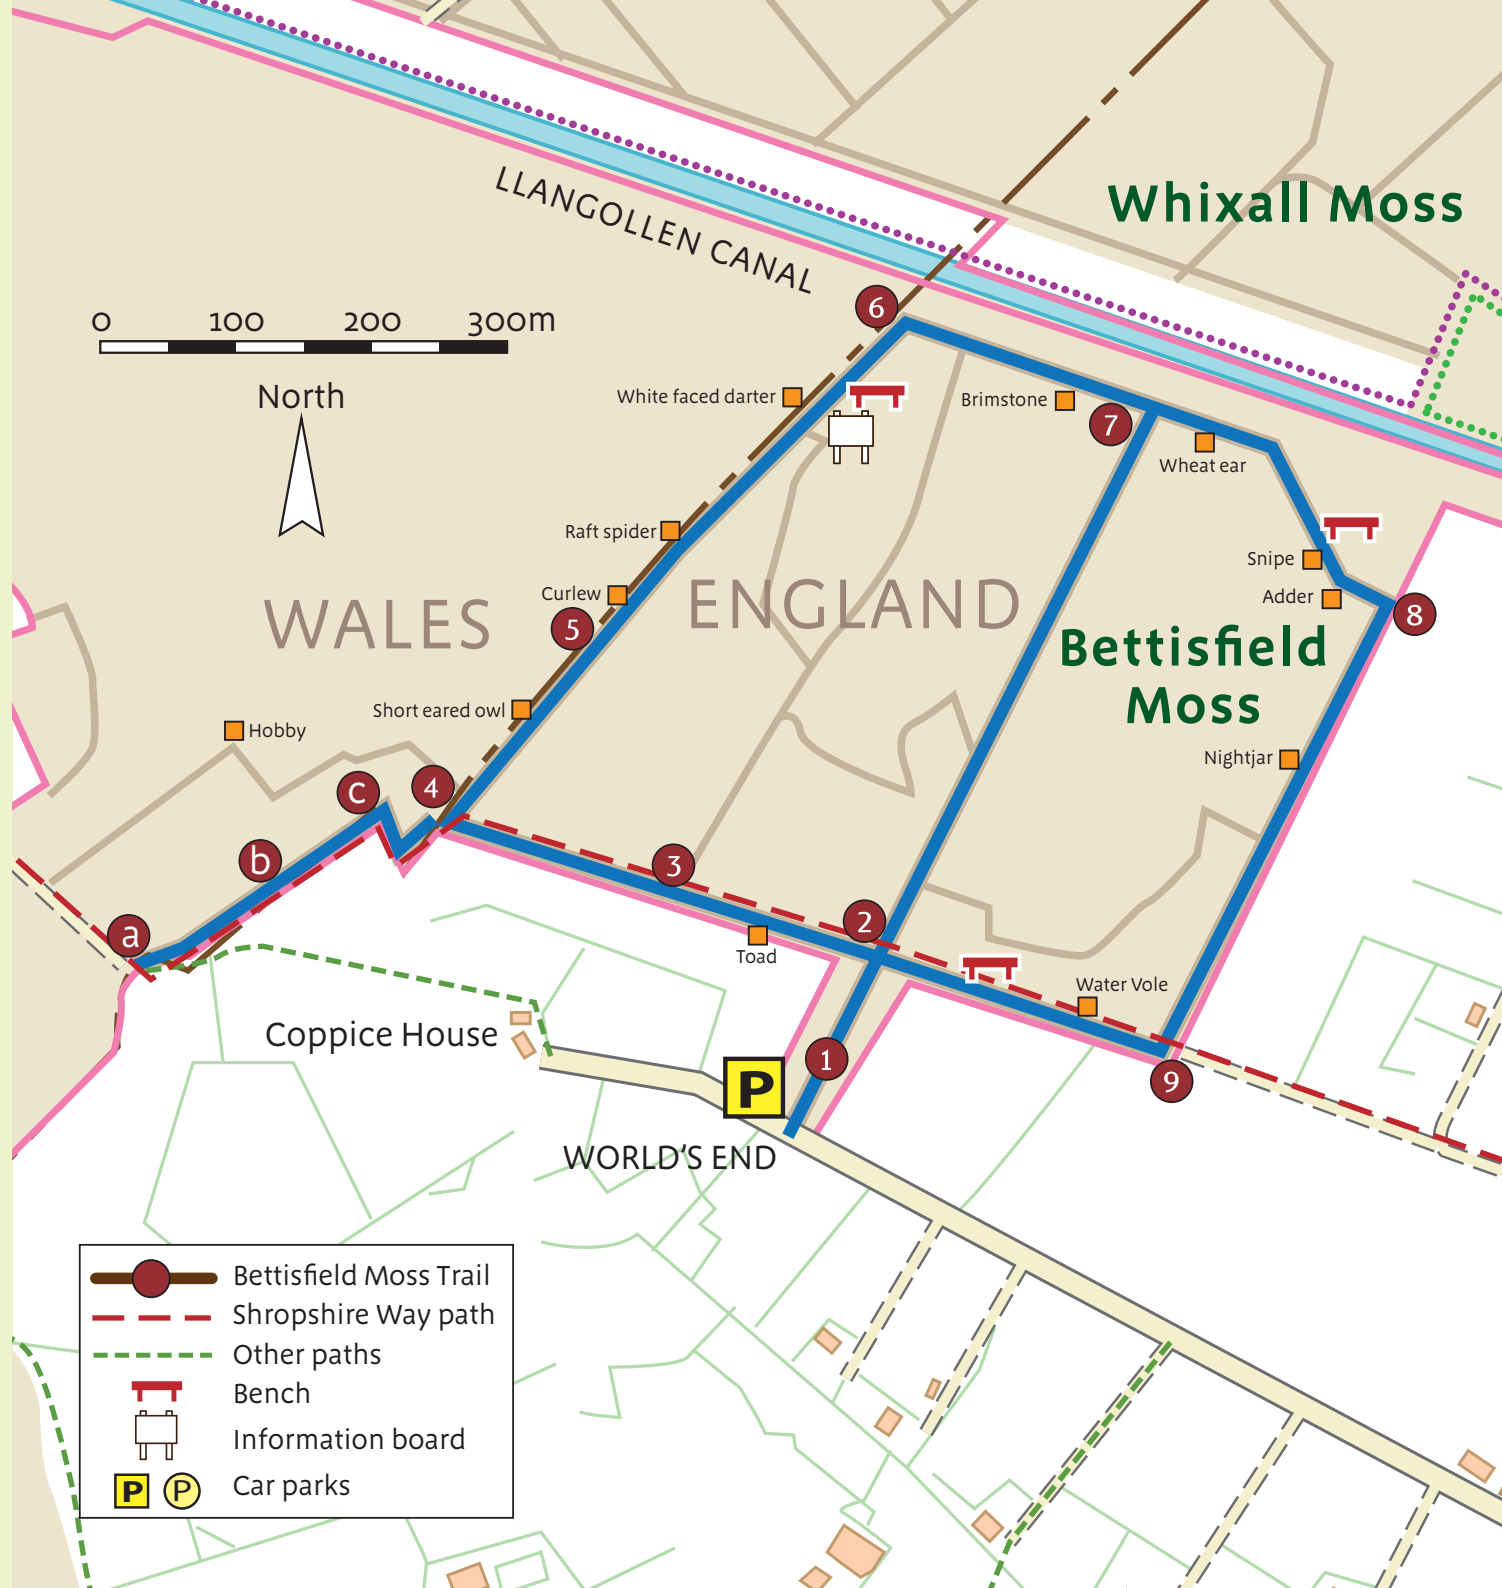 LLANGOLLEN CANAL
Whixall Moss
0 100 200 300m
North
6
White faced darter
Brimstone
7
Wheat ear
Raft spider
Snipe
Curlew
Adder
WALES
ENGLAND
5
8
Bettisfield
Moss
Short eared owl
Hobby
Nightjar
c
4
b
3
2
a
Toad
Water Vole
Coppice House
1
P
9
WORLD'S END
Bettisfield Moss Trail
Shropshire Way path
Other paths
Bench
Information board
P P Car parks